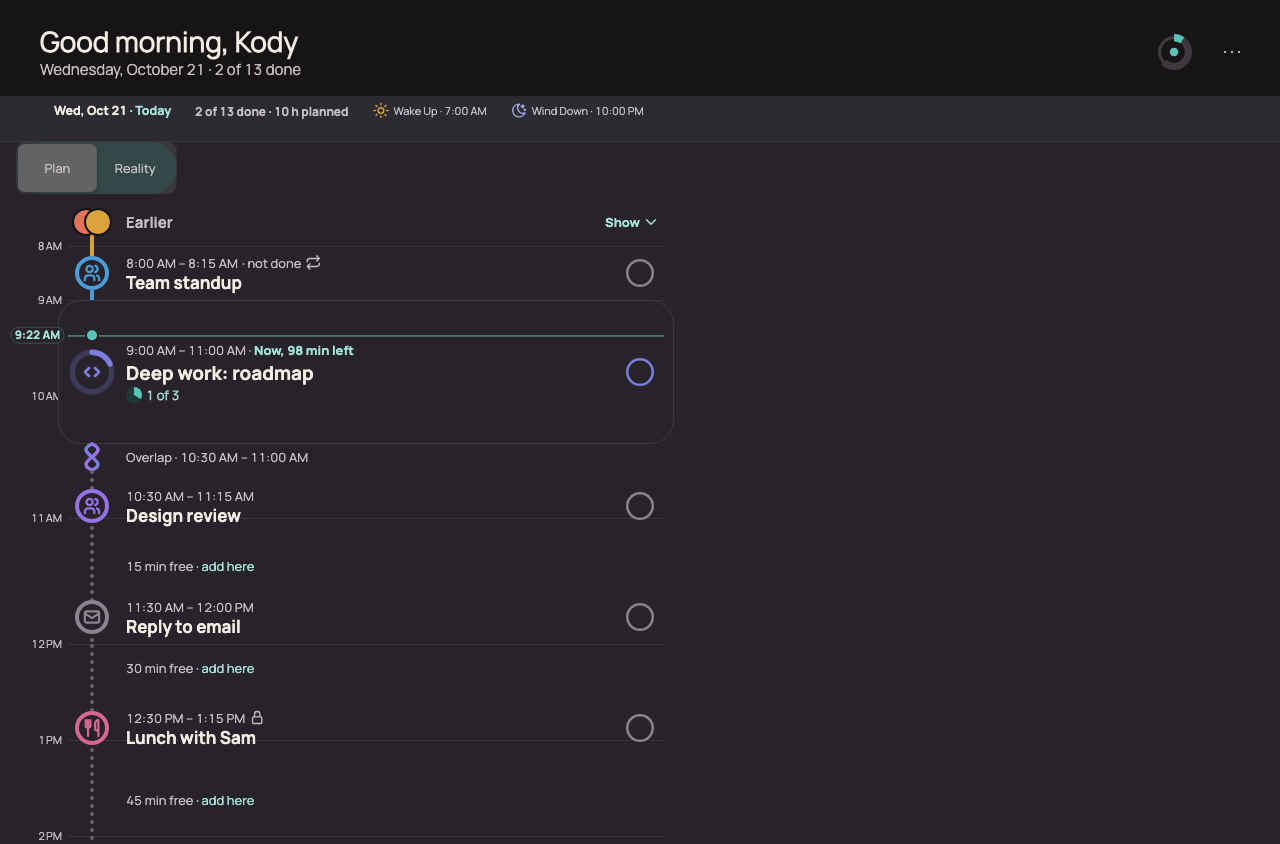 Good morning, Kody
Wednesday, October 21 · 2 of 13 done
Wed, Oct 21 · Today
2 of 13 done · 10 h planned
Wake Up · 7:00 AM
Wind Down · 10:00 PM
Plan
Reality
Earlier
Show
8 AM
8:00 AM – 8:15 AM · not done
Team standup
9 AM
9:22 AM
9:00 AM – 11:00 AM · Now, 98 min left
Deep work: roadmap
1 of 3
10 AM
Overlap · 10:30 AM – 11:00 AM
10:30 AM – 11:15 AM
Design review
11 AM
15 min free · add here
11:30 AM – 12:00 PM
Reply to email
12 PM
30 min free · add here
12:30 PM – 1:15 PM
Lunch with Sam
1 PM
45 min free · add here
2 PM